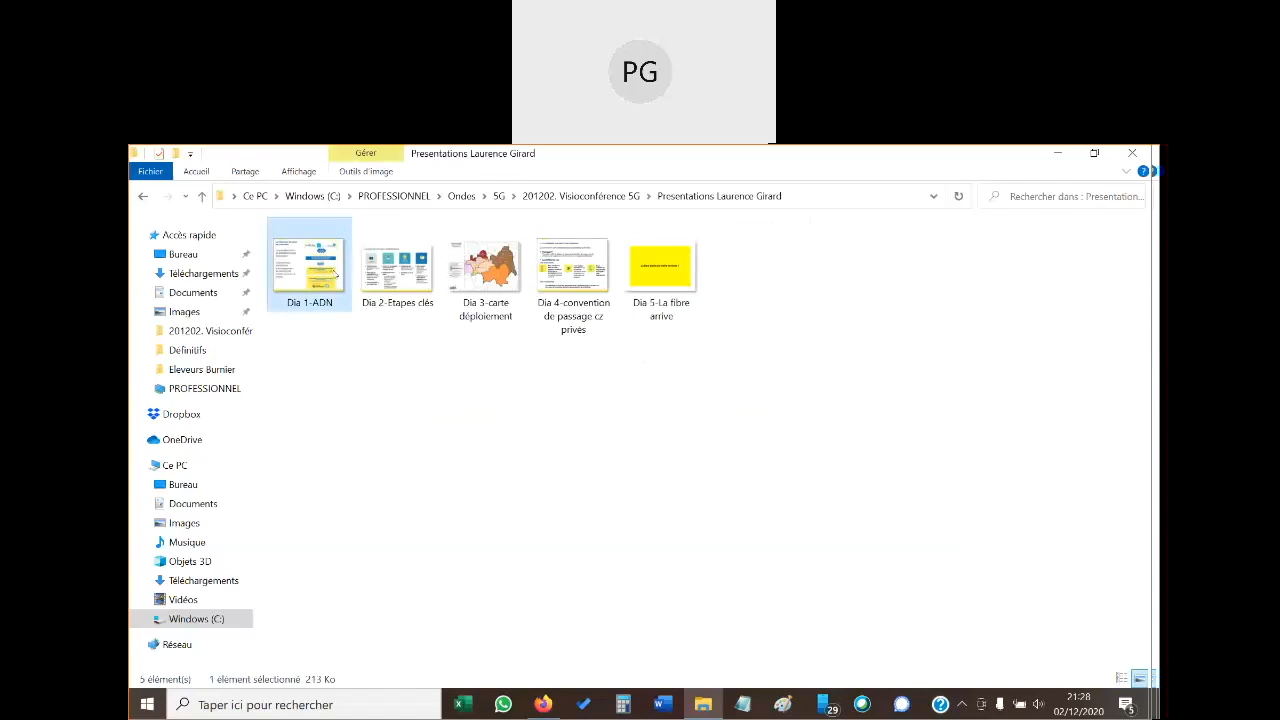 PG
Gérer
Presentations Laurence Girard
Fichier
Accueil
Partage
Affichage
Outils d'image
Ce PC
Windows (C:)
PROFESSIONNEL
Ondes
5G
201202. Visioconférence 5G
Presentations Laurence Girard
Rechercher dans : Presentation...
Accès rapide
Bureau
Téléchargements
Documents
Images
201202. Visioconfér
Définitifs
Eleveurs Burnier
PROFESSIONNEL
Dropbox
OneDrive
Ce PC
Bureau
Documents
Images
Musique
Objets 3D
Téléchargements
Vidéos
Windows (C:)
Réseau
Dia 1-ADN
Dia 2-Etapes clés
Dia 3-carte
déploiement
Dia 4-convention
de passage cz
privés
Dia 5-La fibre
arrive
5 élément(s)
1 élément sélectionné 213 Ko
Taper ici pour rechercher
29
21:28
02/12/2020
5